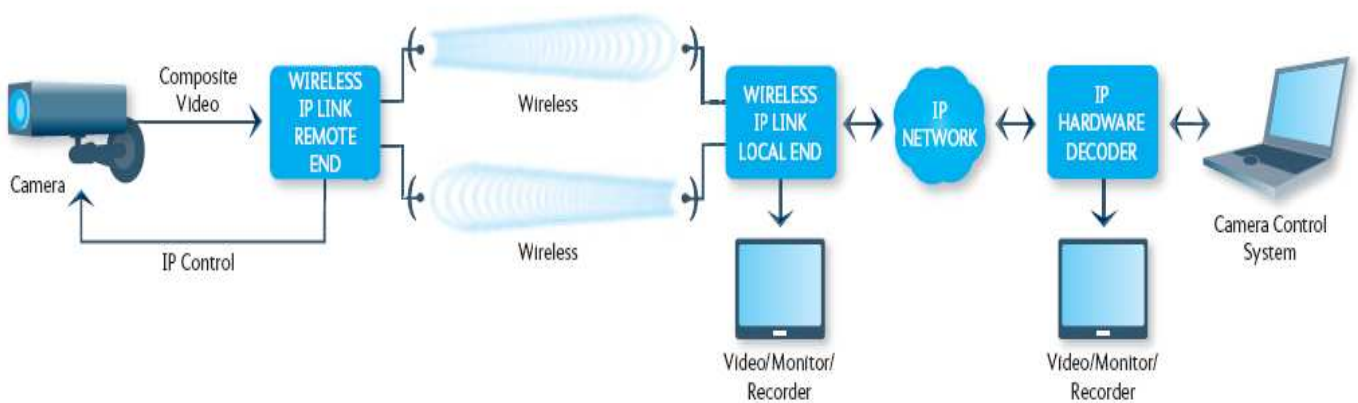 Camera
Composite
Video
IP Control
WIRELESS
IP LINK
REMOTE
END
Wireless
Wireless
WIRELESS
IP LINK
LOCAL END
Video/Monitor/
Recorder
IP
NETWORK
IP
HARDWARE
DECODER
Video/Monitor/
Recorder
Camera Control
System